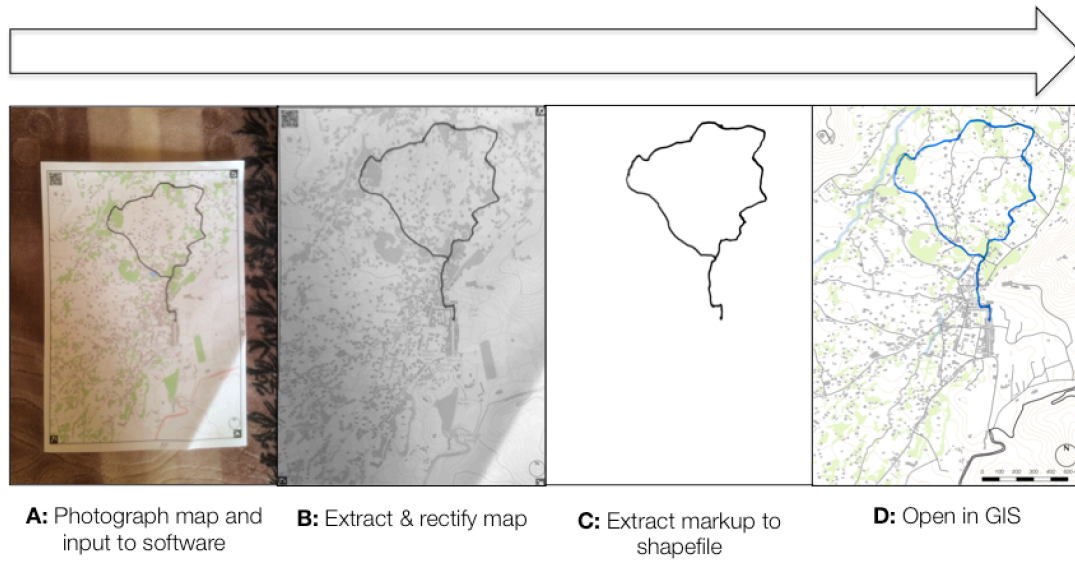 N
0 100 200 300 400
A: Photograph map and
input to software
B: Extract & rectify map
C: Extract markup to
shapefile
D: Open in GIS